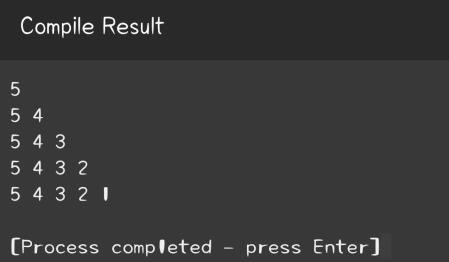 Compile Result
5
5 4
5 4 3
5 4 3 2
5 4 3 2 1
[Process completed - press Enter]